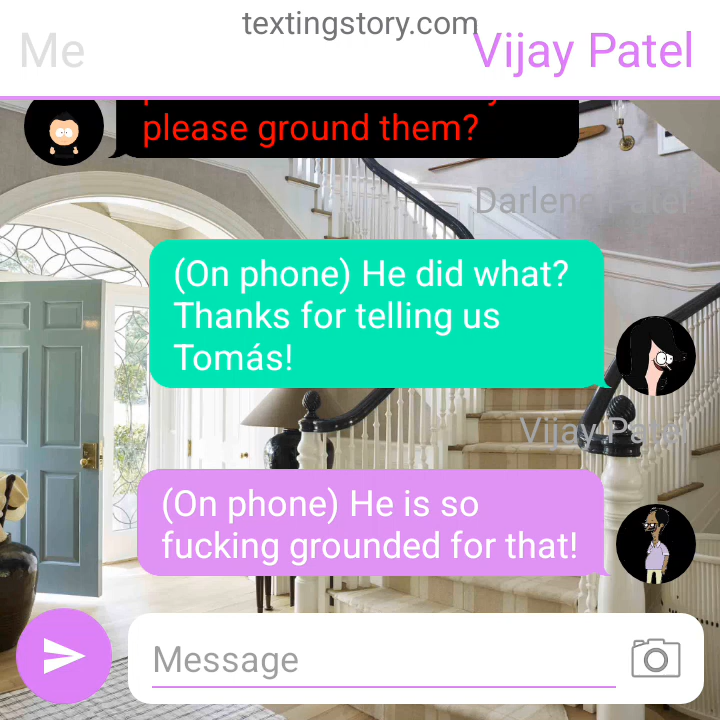 textingstory.com
Me
Vijay Patel
please ground them?
Darlene Patel
(On phone) He did what?
Thanks for telling us
Tomás!
Vijay Patel
(On phone) He is so
fucking grounded for that!
Message